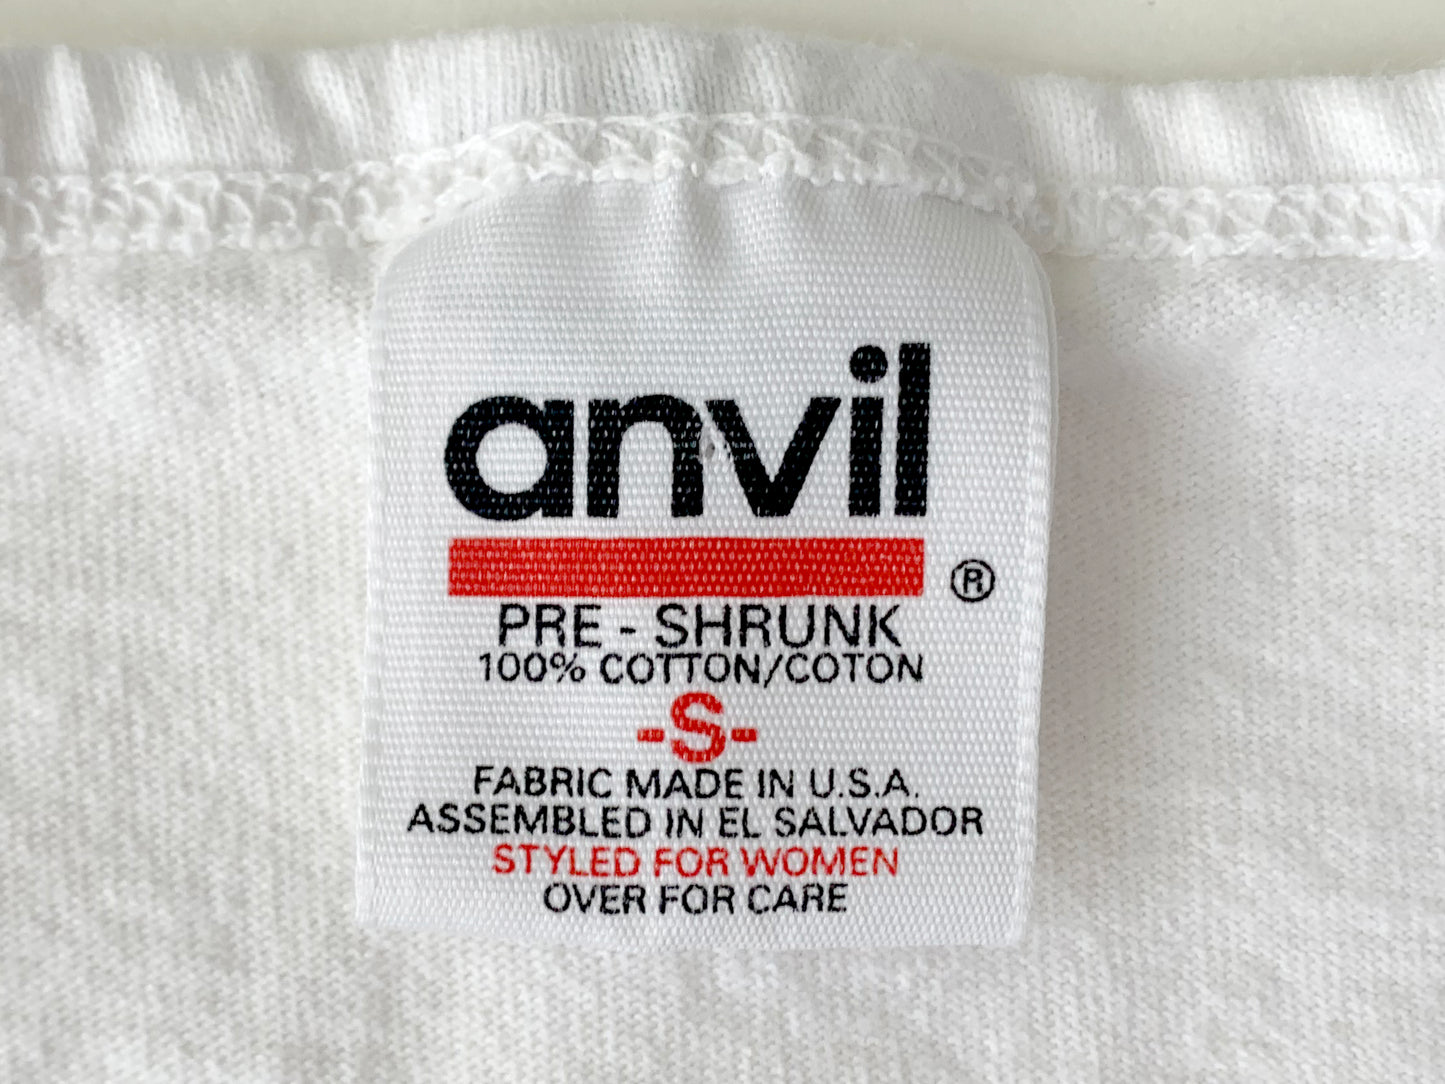 anvil
®
PRE - SHRUNK
100% COTTON/COTON
-S-
FABRIC MADE IN U.S.A.
ASSEMBLED IN EL SALVADOR
STYLED FOR WOMEN
OVER FOR CARE